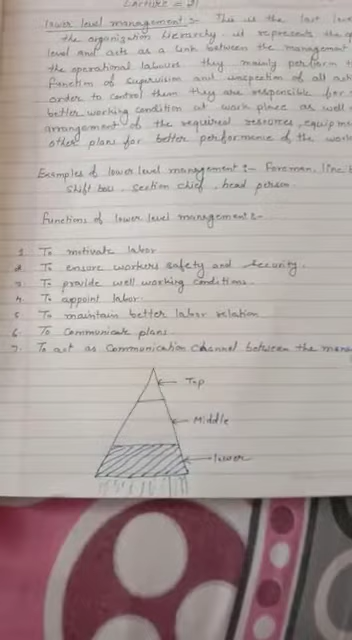 Lecture = 21
Lower level management :- This is the last leve
the organization hierarchy. it represents the
level and acts as a link between the management
the operational labours they mainly perform
function of supervision and inspection of all
order to control them they are responsible for
better working condition at work place as well
arrangement of the required resources, equipme
other plans for better performance of the work
Examples of lower level management :- Foreman, line
Shift boss, section chief, head person
Functions of lower level management :-
1. To motivate labor
2. To ensure workers safety and security.
3. To provide well working conditions.
4. To appoint labor
5 To maintain better labor relation
6. To communicate plans.
7. To act as communication channel between the mana
Top
Middle
lower